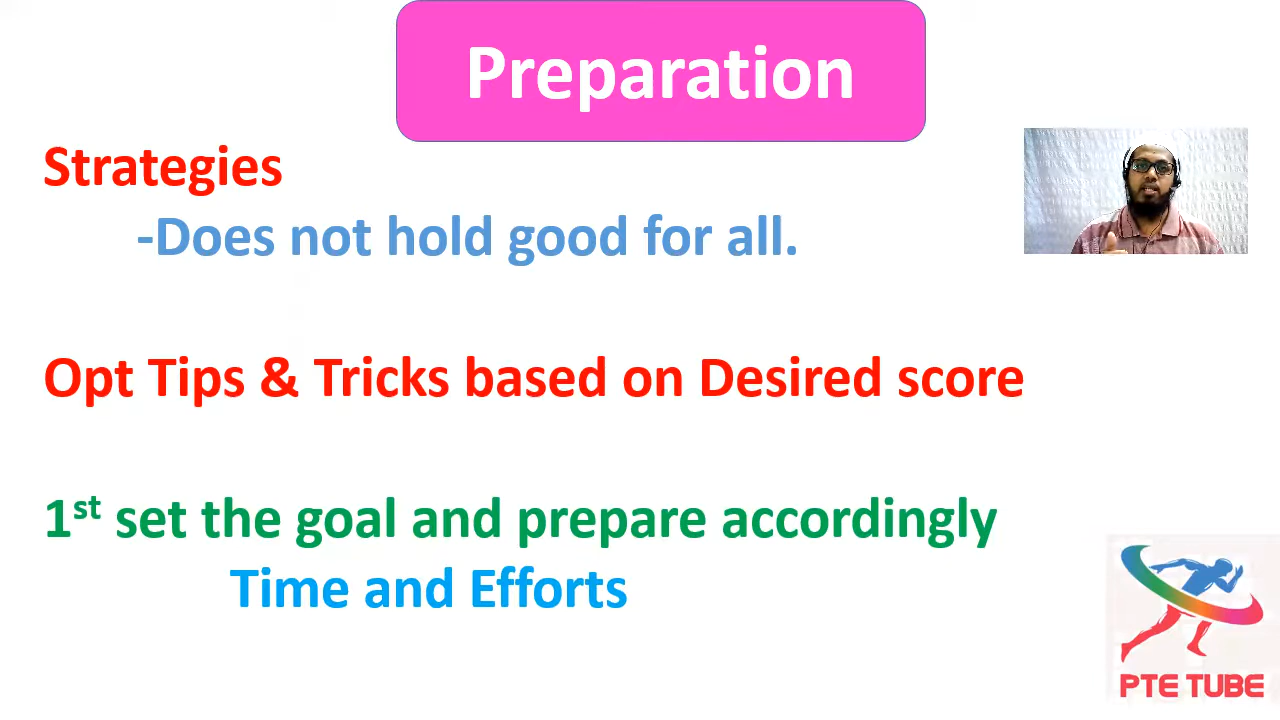 Preparation
Strategies
-Does not hold good for all.
Opt Tips & Tricks based on Desired score
1st set the goal and prepare accordingly
Time and Efforts
PTE TUBE